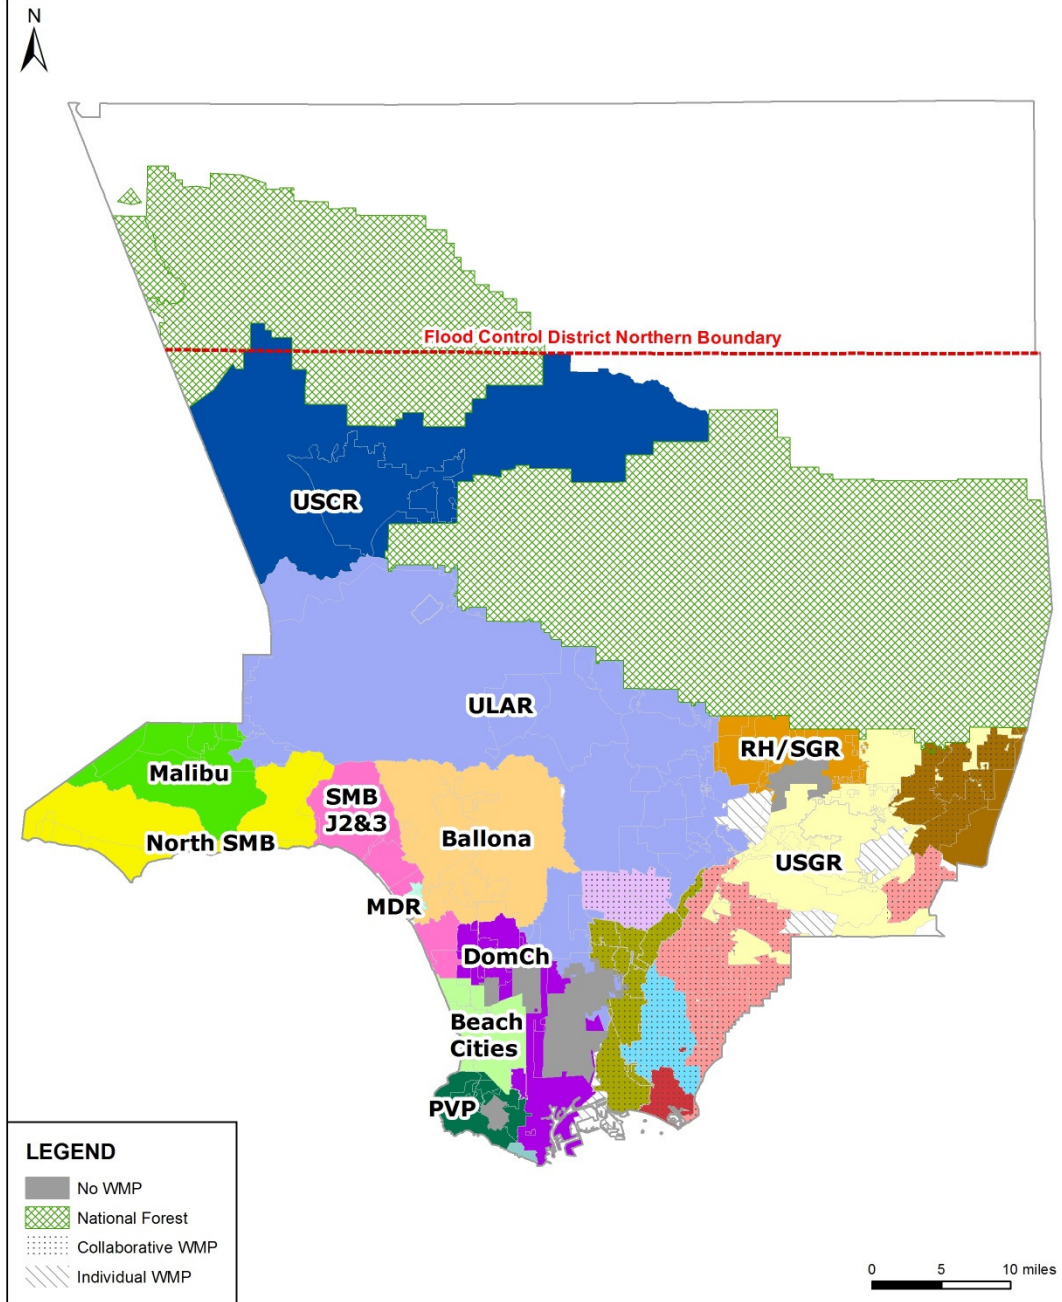 N
Flood Control District Northern Boundary
USCR
ULAR
RH/SGR
Malibu
SMB
J2&3
North SMB
Ballona
USGR
MDR
DomCh
Beach
Cities
PVP
LEGEND
No WMP
National Forest
Collaborative WMP
Individual WMP
0 5 10 miles